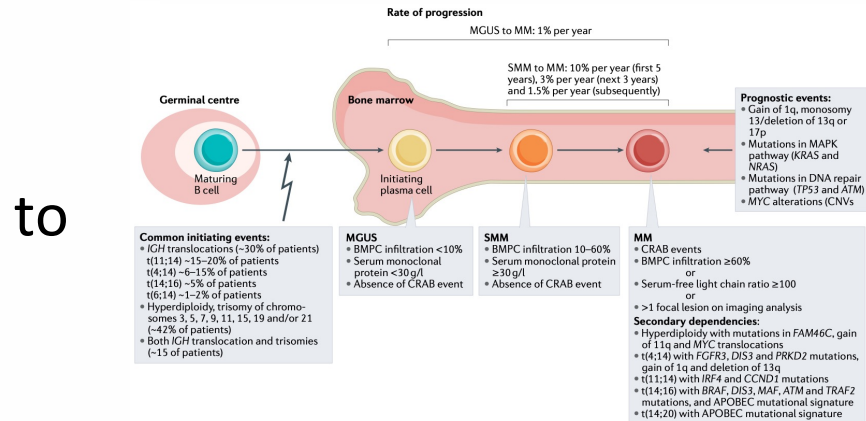 to
Rate of progression
MGUS to MM: 1% per year
SMM to MM: 10% per year (first 5
years), 3% per year (next 3 years)
and 1.5% per year (subsequently)
Germinal centre
Bone marrow
Maturing
B cell
Initiating
plasma cell
Prognostic events:
• Gain of 1q, monosomy
13/deletion of 13q or
17p
• Mutations in MAPK
pathway (KRAS and
NRAS)
• Mutations in DNA repair
pathway (TP53 and ATM)
• MYC alterations (CNVs
Common initiating events:
• IGH translocations (~30% of patients)
t(11;14) ~15–20% of patients
t(4;14) ~6–15% of patients
t(14;16) ~5% of patients
t(6;14) ~1–2% of patients
• Hyperdiploidy, trisomy of chromo-
somes 3, 5, 7, 9, 11, 15, 19 and/or 21
(~42% of patients)
• Both IGH translocation and trisomies
(~15 of patients)
MGUS
• BMPC infiltration <10%
• Serum monoclonal
protein <30 g/l
• Absence of CRAB event
SMM
• BMPC infiltration 10–60%
• Serum monoclonal protein
≥30 g/l
• Absence of CRAB event
MM
• CRAB events
• BMPC infiltration ≥60%
or
• Serum-free light chain ratio ≥100
or
• >1 focal lesion on imaging analysis
Secondary dependencies:
• Hyperdiploidy with mutations in FAM46C, gain
of 11q and MYC translocations
• t(4;14) with FGFR3, DIS3 and PRKD2 mutations,
gain of 1q and deletion of 13q
• t(11;14) with IRF4 and CCND1 mutations
• t(14;16) with BRAF, DIS3, MAF, ATM and TRAF2
mutations, and APOBEC mutational signature
• t(14;20) with APOBEC mutational signature